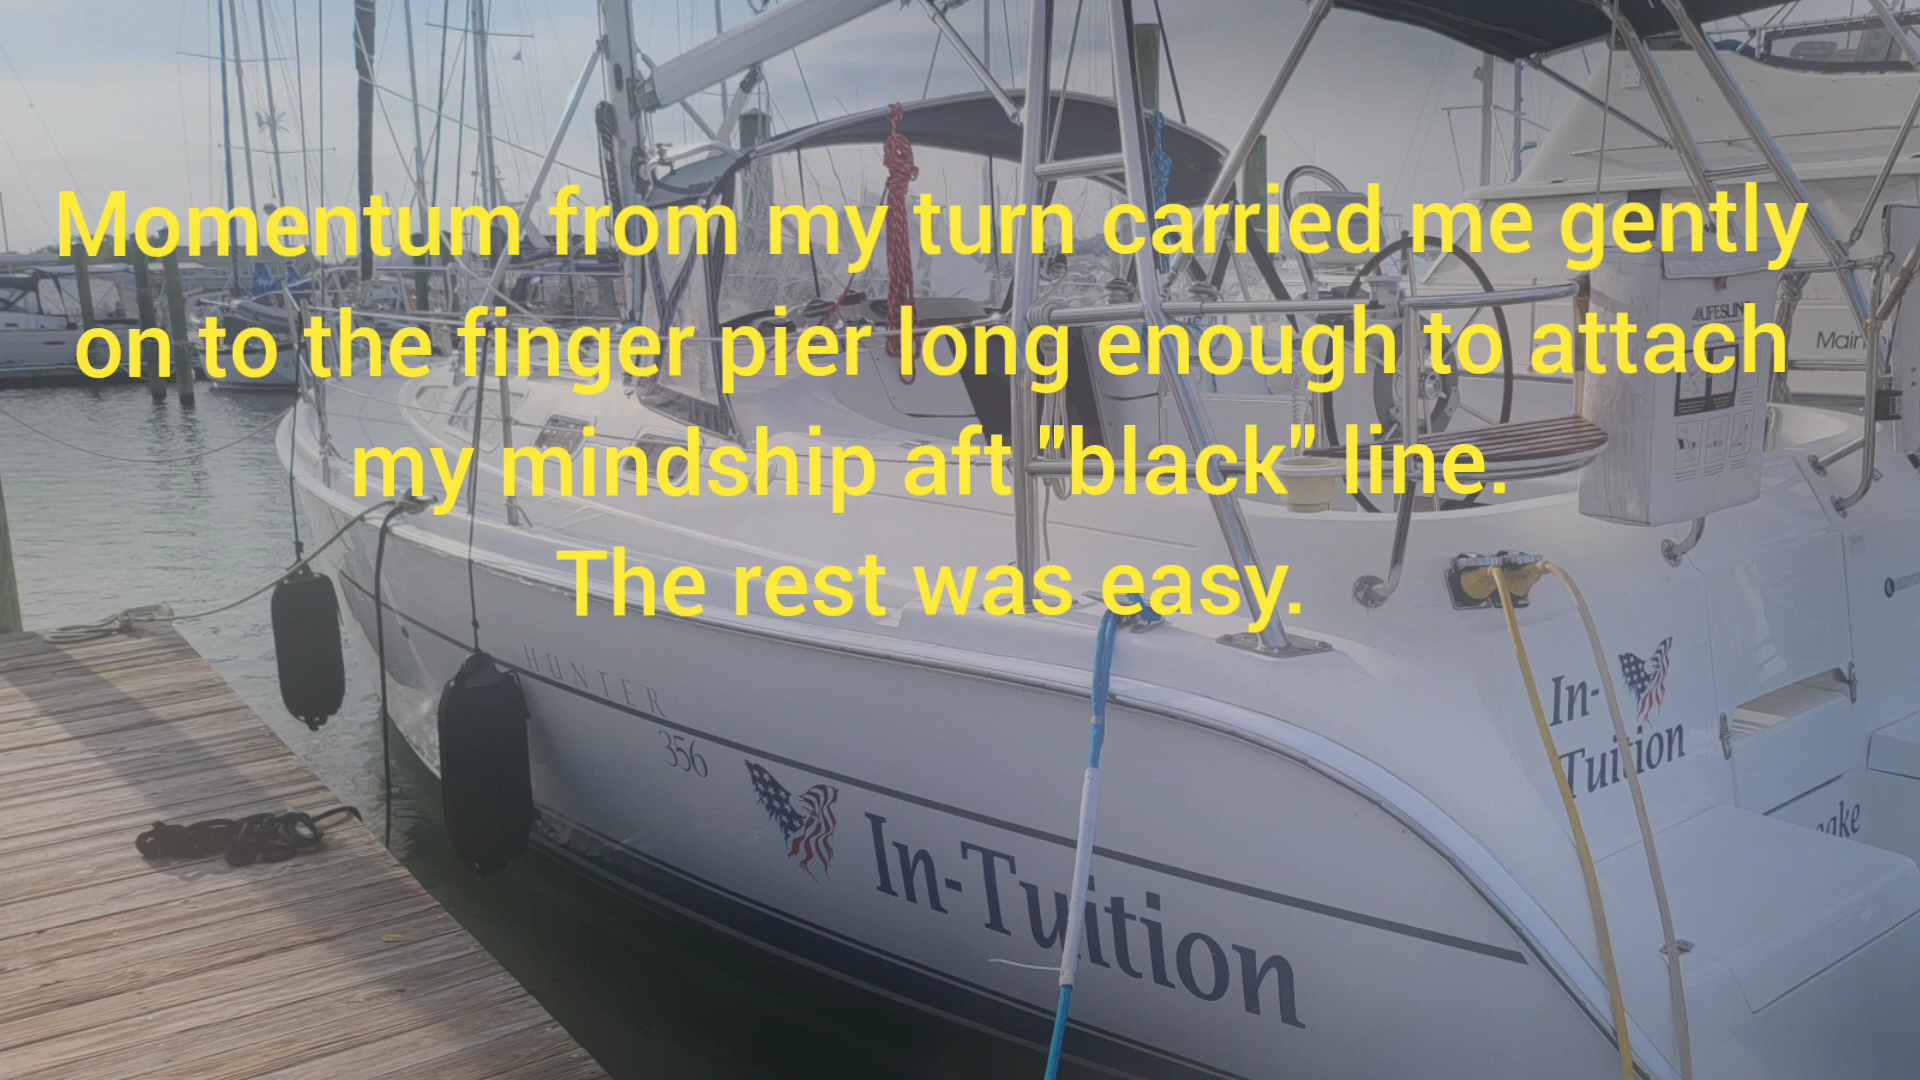 Momentum from my turn carried me gently
on to the finger pier long enough to attach
my mindship aft "black" line.
The rest was easy.
LIFESLING
HUNTER
356
In-Tuition
In-
Tuition